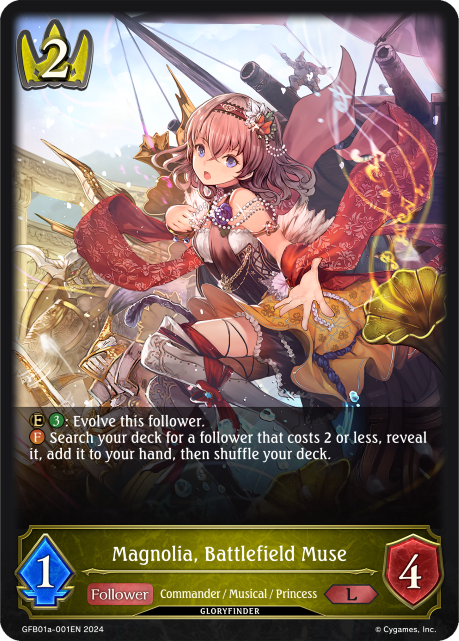 2
E 3 : Evolve this follower.
F Search your deck for a follower that costs 2 or less, reveal
it, add it to your hand, then shuffle your deck.
Magnolia, Battlefield Muse
1
4
Follower Commander / Musical / Princess L
GLORYFINDER
GFB01a-001EN 2024 © Cygames, Inc.